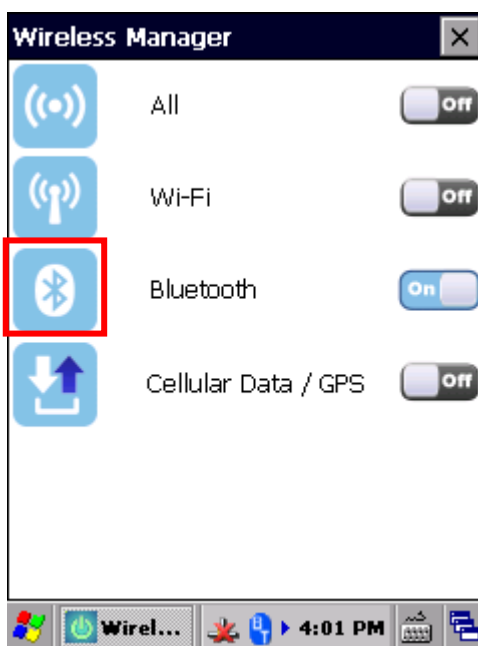 Wireless Manager
All Off
Wi-Fi Off
Bluetooth On
Cellular Data / GPS Off
Wirel... 4:01 PM